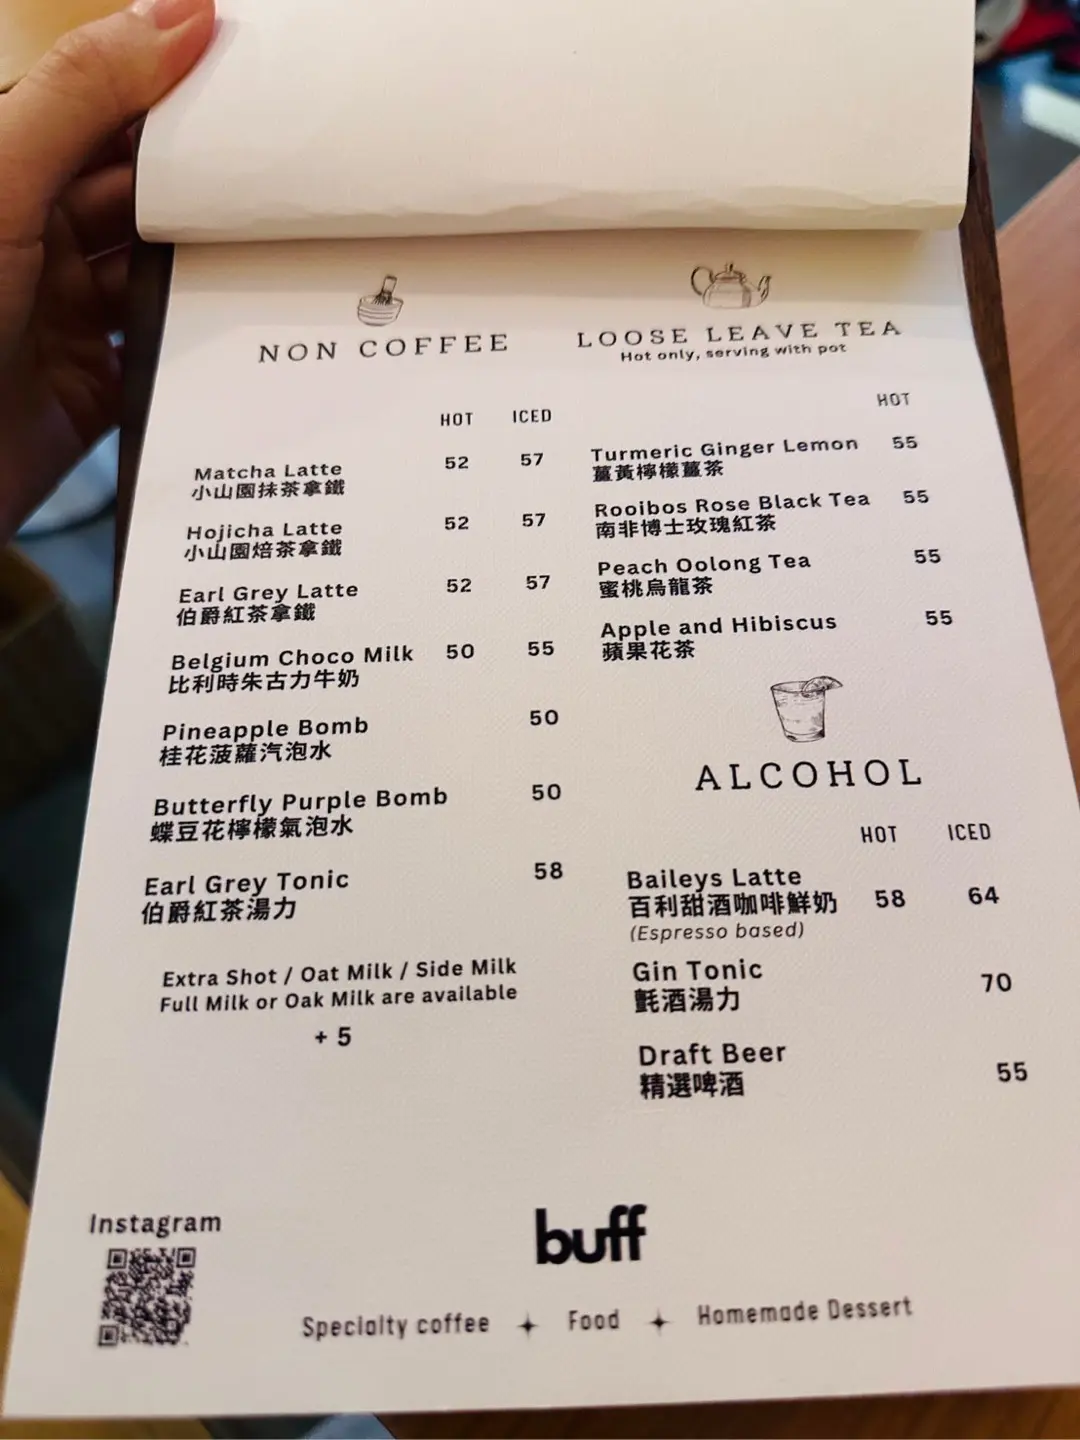 NON COFFEE
HOT ICED
Matcha Latte 52 57
小山園抹茶拿鐵
Hojicha Latte 52 57
小山園焙茶拿鐵
Earl Grey Latte 52 57
伯爵紅茶拿鐵
Belgium Choco Milk 50 55
比利時朱古力牛奶
Pineapple Bomb 50
桂花菠蘿汽泡水
Butterfly Purple Bomb 50
蝶豆花檸檬氣泡水
Earl Grey Tonic 58
伯爵紅茶湯力
Extra Shot / Oat Milk / Side Milk
Full Milk or Oak Milk are available
+ 5
LOOSE LEAVE TEA
Hot only, serving with pot
HOT
Turmeric Ginger Lemon 55
薑黃檸檬薑茶
Rooibos Rose Black Tea 55
南非博士玫瑰紅茶
Peach Oolong Tea 55
蜜桃烏龍茶
Apple and Hibiscus 55
蘋果花茶
ALCOHOL
HOT ICED
Baileys Latte
百利甜酒咖啡鮮奶 58 64
(Espresso based)
Gin Tonic 70
氈酒湯力
Draft Beer 55
精選啤酒
Instagram
buff
Specialty coffee Food Homemade Dessert